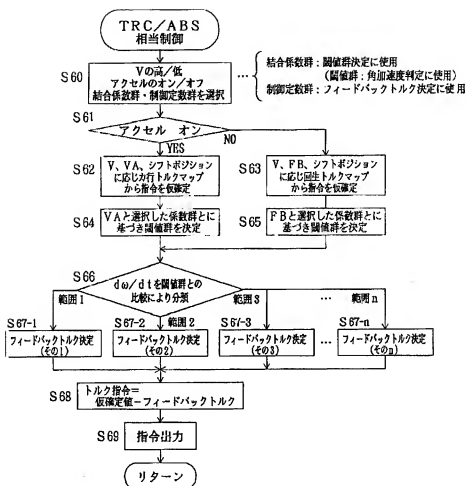 TRC/ABS
相当制御
S60
Vの高/低
アクセルのオン/オフ
結合係数群・制御定数群を選択
…
結合係数群：閾値群決定に使用
(閾値群：角加速度判定に使用)
制御定数群：フィードバックトルク決定に使用
S61
アクセル オン
YES
NO
S62
V、VA、シフトポジション
に応じ力行トルクマップ
から指令を仮確定
S63
V、FB、シフトポジション
に応じ回生トルクマップ
から指令を仮確定
S64
VAと選択した係数群とに
基づき閾値群を決定
S65
FBと選択した係数群とに
基づき閾値群を決定
S66
dω/dtを閾値群との
比較により分類
範囲1
範囲2
範囲3
…
範囲n
S67-1
フィードバックトルク決定
(その1)
S67-2
フィードバックトルク決定
(その2)
S67-3
フィードバックトルク決定
(その3)
…
S67-n
フィードバックトルク決定
(そのn)
S68
トルク指令=
仮確定値-フィードバックトルク
S69
指令出力
リターン